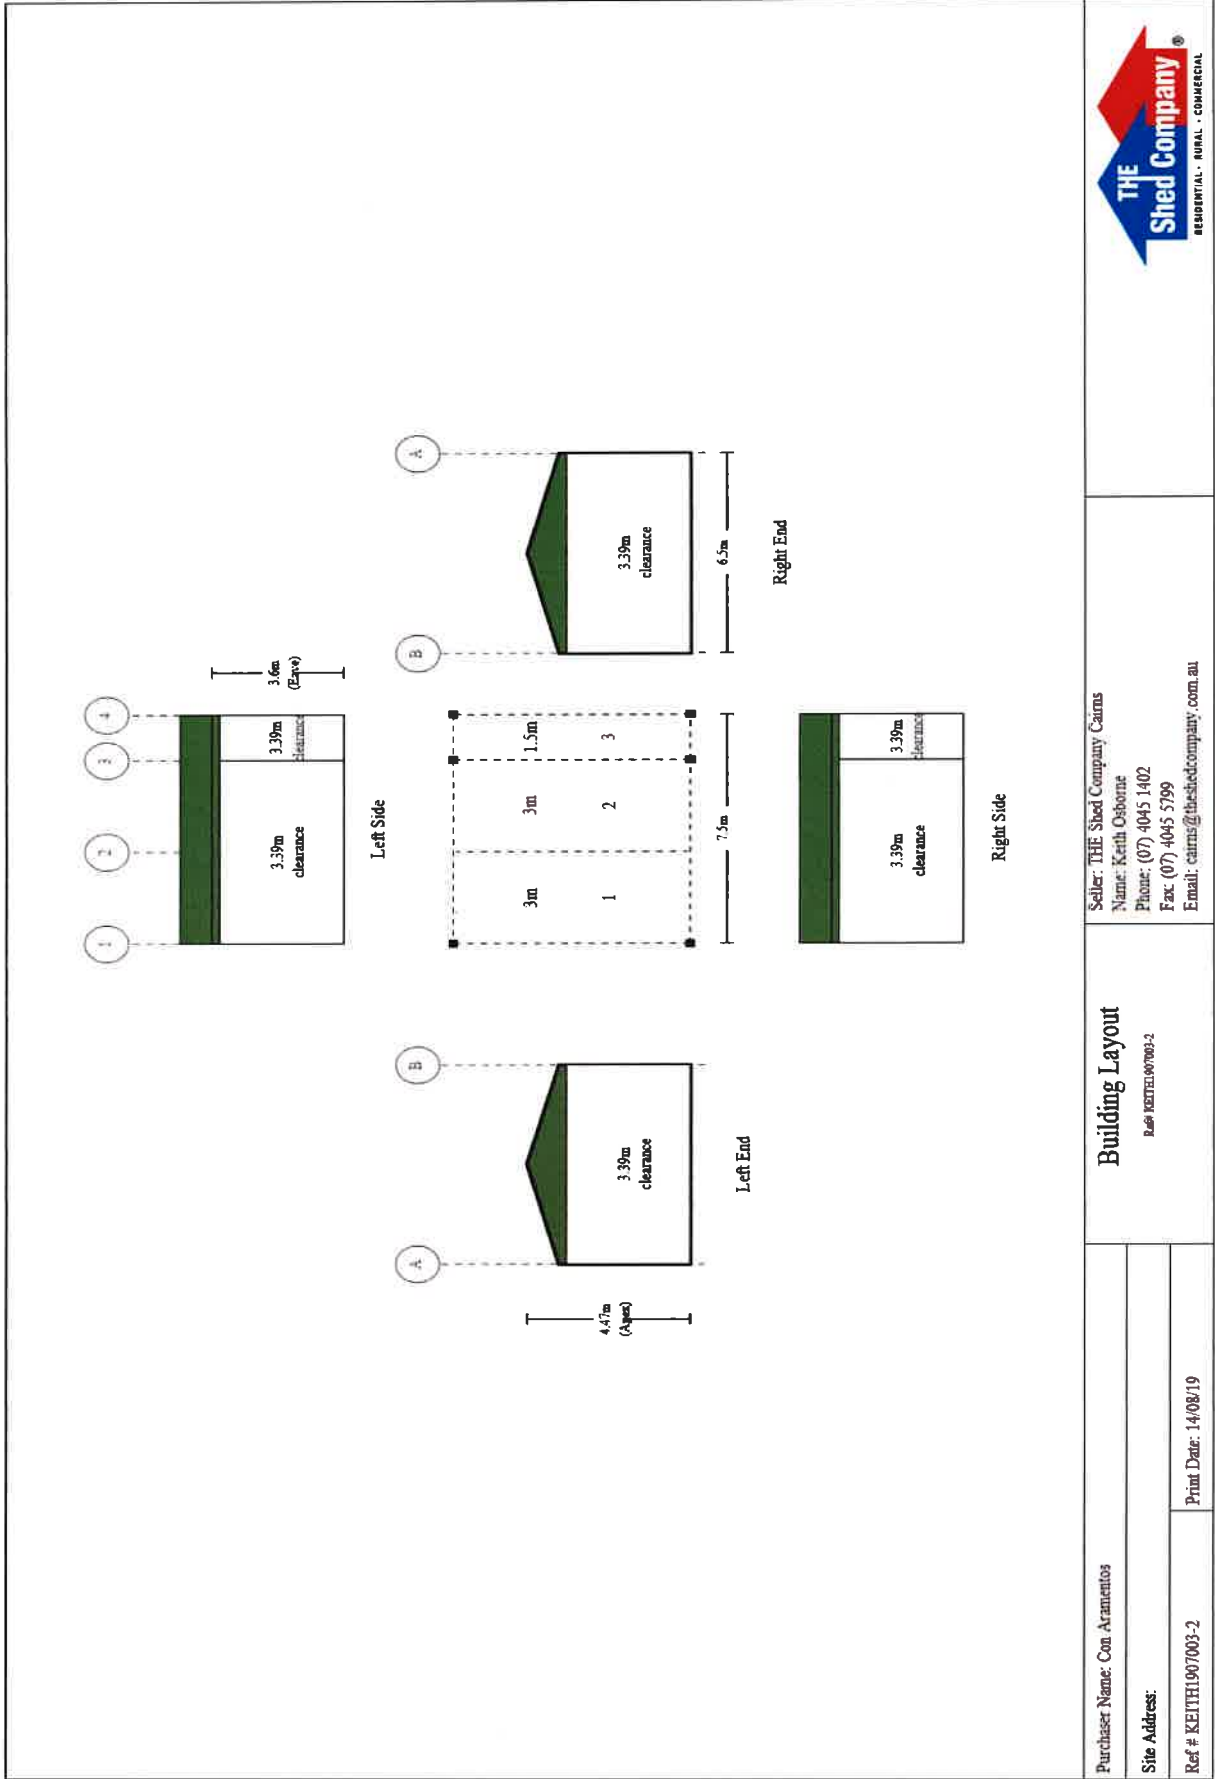 1
2
3
4
3.39m
clearance
3.39m
clearance
3.6m
(Eave)
Left Side
A
B
4.47m
(Apex)
3.39m
clearance
Left End
3m
3m
1.5m
1
2
3
7.5m
B
A
3.39m
clearance
6.5m
Right End
3.39m
clearance
3.39m
clearance
Right Side
Purchaser Name: Con Aramentos
Site Address:
Ref # KEITH1907003-2
Print Date: 14/08/19
Building Layout
Ref# KEITH1907003-2
Seller: THE Shed Company Cairns
Name: Keith Osborne
Phone: (07) 4045 1402
Fax: (07) 4045 5799
Email: cairns@theshedcompany.com.au
THE
Shed Company ®
RESIDENTIAL • RURAL • COMMERCIAL